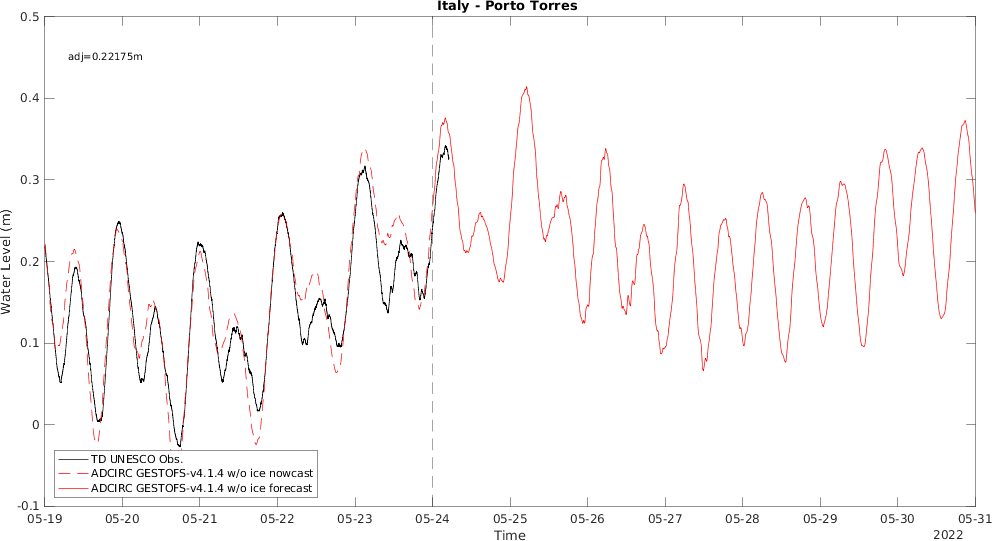 Italy - Porto Torres
adj=0.22175m
Water Level (m)
0.5
0.4
0.3
0.2
0.1
0
-0.1
TD UNESCO Obs.
ADCIRC GESTOFS-v4.1.4 w/o ice nowcast
ADCIRC GESTOFS-v4.1.4 w/o ice forecast
05-19 05-20 05-21 05-22 05-23 05-24 05-25 05-26 05-27 05-28 05-29 05-30 05-31
Time
2022